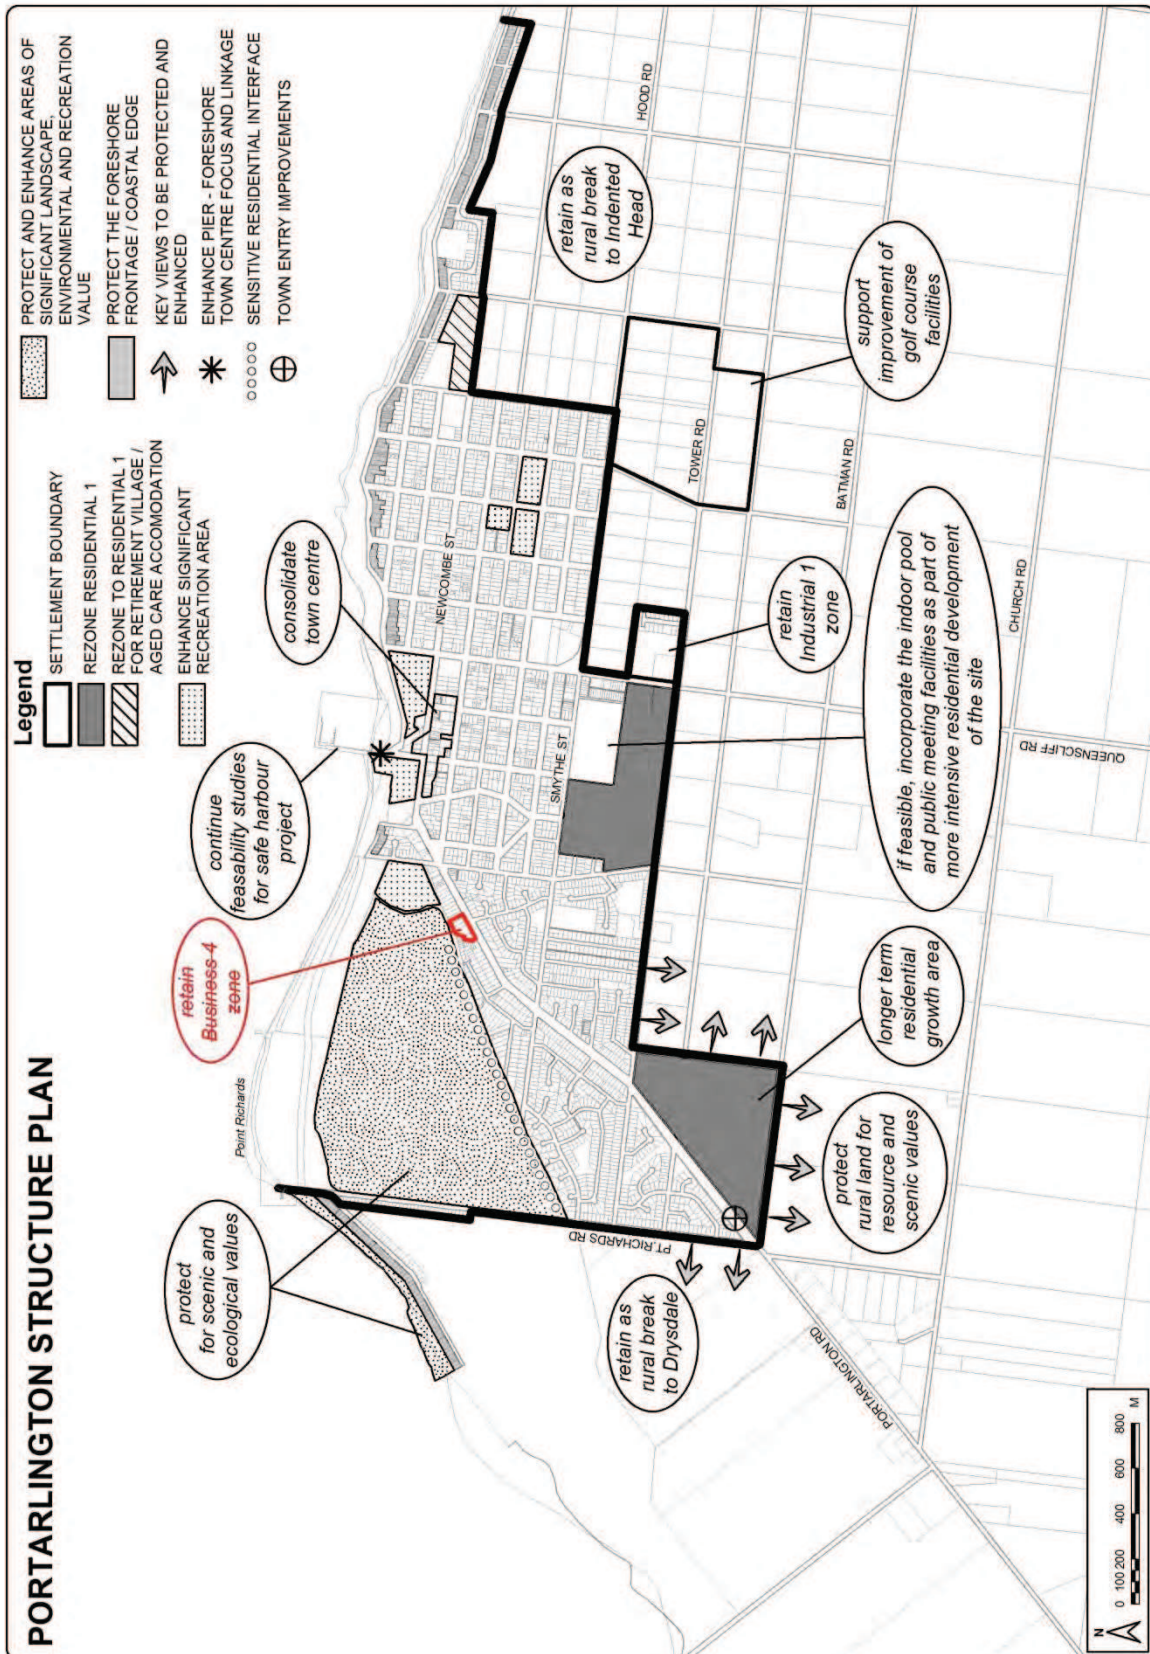 PORTARLINGTON STRUCTURE PLAN
Legend
SETTLEMENT BOUNDARY
REZONE RESIDENTIAL 1
REZONE TO RESIDENTIAL 1
FOR RETIREMENT VILLAGE /
AGED CARE ACCOMODATION
ENHANCE SIGNIFICANT
RECREATION AREA
PROTECT AND ENHANCE AREAS OF
SIGNIFICANT LANDSCAPE,
ENVIRONMENTAL AND RECREATION
VALUE
PROTECT THE FORESHORE
FRONTAGE / COASTAL EDGE
KEY VIEWS TO BE PROTECTED AND
ENHANCED
ENHANCE PIER - FORESHORE
TOWN CENTRE FOCUS AND LINKAGE
SENSITIVE RESIDENTIAL INTERFACE
TOWN ENTRY IMPROVEMENTS
protect
for scenic and
ecological values
Point Richards
retain
Business 4
zone
continue
feasability studies
for safe harbour
project
consolidate
town centre
NEWCOMBE ST
SMYTHE ST
PT.RICHARDS RD
retain as
rural break
to Drysdale
PORTARLINGTON RD
protect
rural land for
resource and
scenic values
longer term
residential
growth area
if feasible, incorporate the indoor pool
and public meeting facilities as part of
more intensive residential development
of the site
retain
Industrial 1
zone
support
improvement of
golf course
facilities
retain as
rural break
to Indented
Head
HOOD RD
TOWER RD
BATMAN RD
CHURCH RD
QUEENSCLIFF RD
N
0 100 200 400 600 800
M